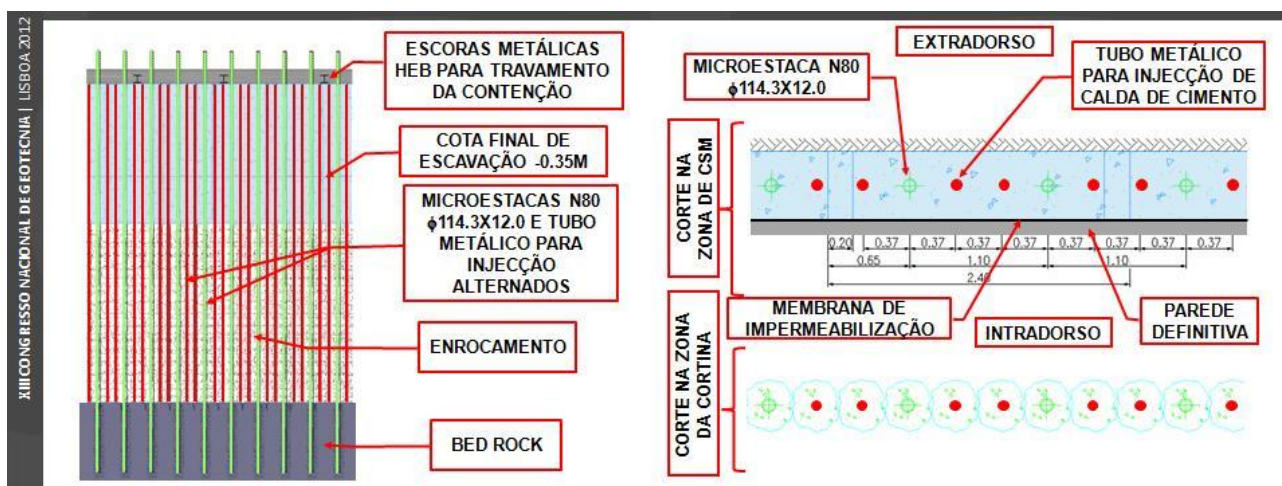 XIII CONGRESSO NACIONAL DE GEOTECNIA | LISBOA 2012
ESCORAS METÁLICAS
HEB PARA TRAVAMENTO
DA CONTENÇÃO
COTA FINAL DE
ESCAVAÇÃO -0.35M
MICROESTACAS N80
ϕ114.3X12.0 E TUBO
METÁLICO PARA
INJECÇÃO
ALTERNADOS
ENROCAMENTO
BED ROCK
EXTRADORSO
MICROESTACA N80
ϕ114.3X12.0
TUBO METÁLICO
PARA INJECÇÃO DE
CALDA DE CIMENTO
CORTE NA
ZONA DE CSM
0.20 0.37 0.37 0.37 0.37 0.37 0.37 0.37 0.37
0.65 1.10 1.10
2.40
MEMBRANA DE
IMPERMEABILIZAÇÃO
INTRADORSO
PAREDE
DEFINITIVA
CORTE NA ZONA
DA CORTINA